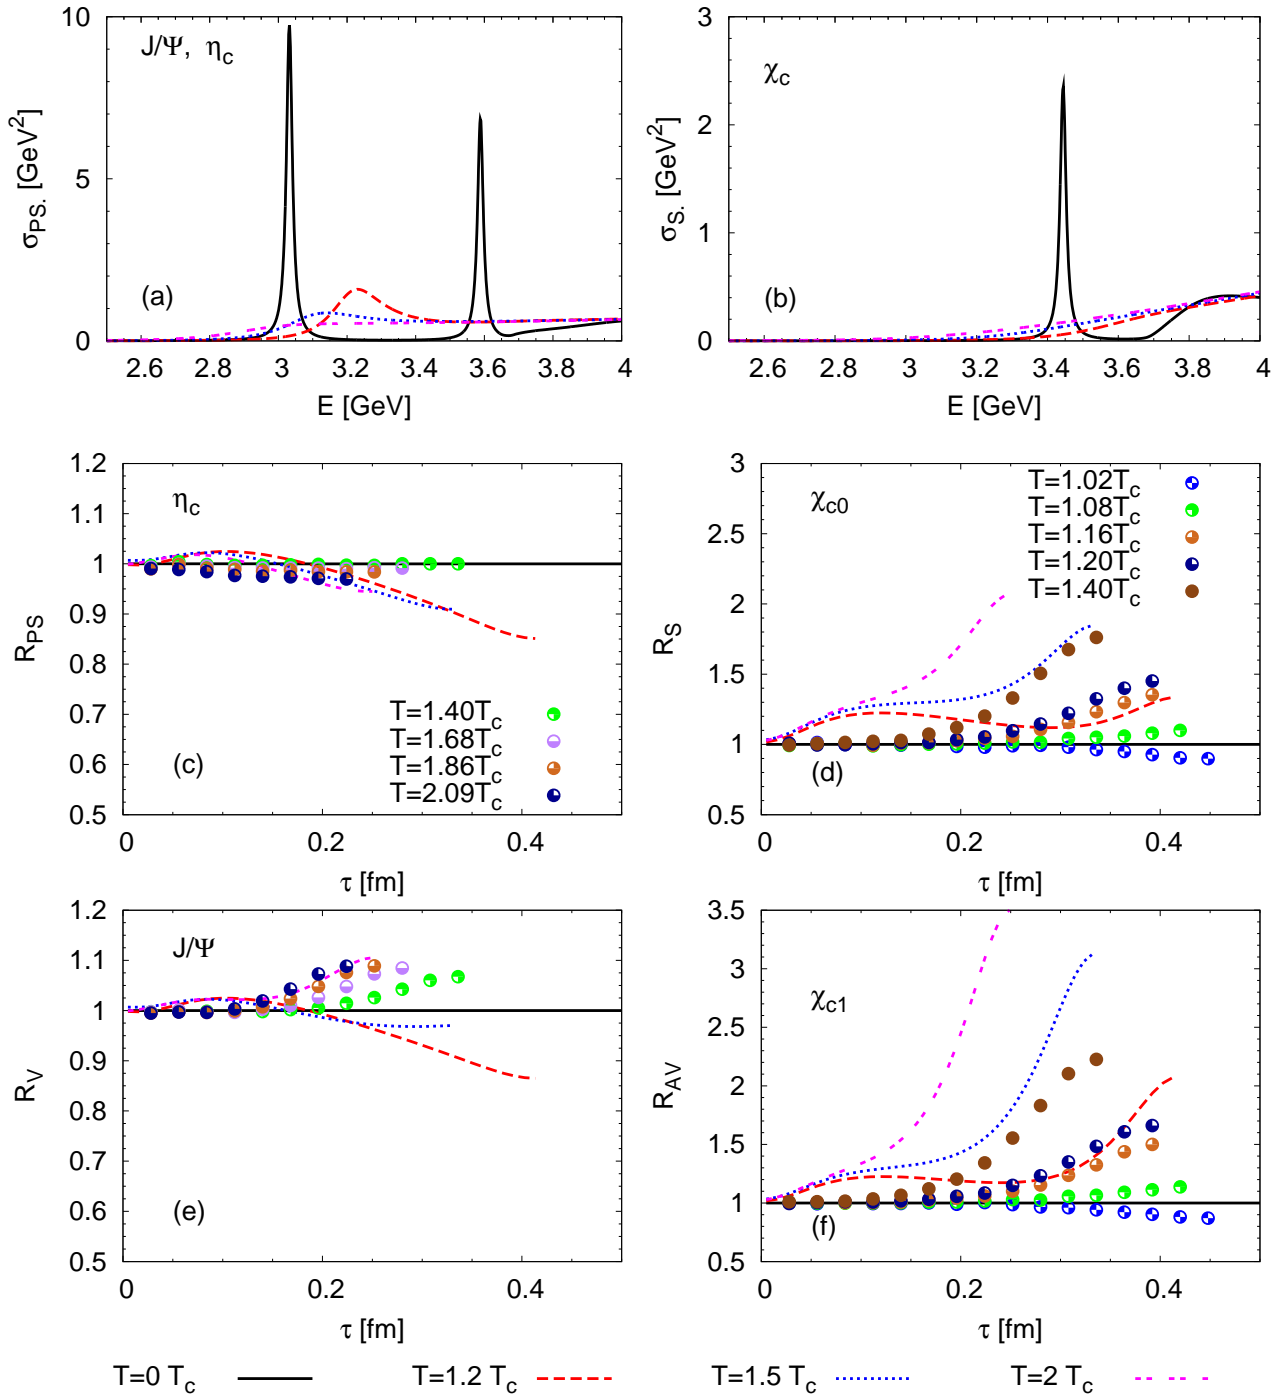 J/Ψ, η_c
σ_PS. [GeV²]
10
5
0
(a)
2.6 2.8 3 3.2 3.4 3.6 3.8 4
E [GeV]
χ_c
σ_S. [GeV²]
3
2
1
0
(b)
2.6 2.8 3 3.2 3.4 3.6 3.8 4
E [GeV]
η_c
R_PS
1.2
1.1
1
0.9
0.8
0.7
0.6
0.5
T=1.40T_c
T=1.68T_c
T=1.86T_c
T=2.09T_c
(c)
0 0.2 0.4
τ [fm]
χ_c0
R_S
3
2.5
2
1.5
1
0.5
T=1.02T_c
T=1.08T_c
T=1.16T_c
T=1.20T_c
T=1.40T_c
(d)
0 0.2 0.4
τ [fm]
J/Ψ
R_V
1.2
1.1
1
0.9
0.8
0.7
0.6
0.5
(e)
0 0.2 0.4
τ [fm]
χ_c1
R_AV
3.5
3
2.5
2
1.5
1
0.5
(f)
0 0.2 0.4
τ [fm]
T=0 T_c T=1.2 T_c T=1.5 T_c T=2 T_c